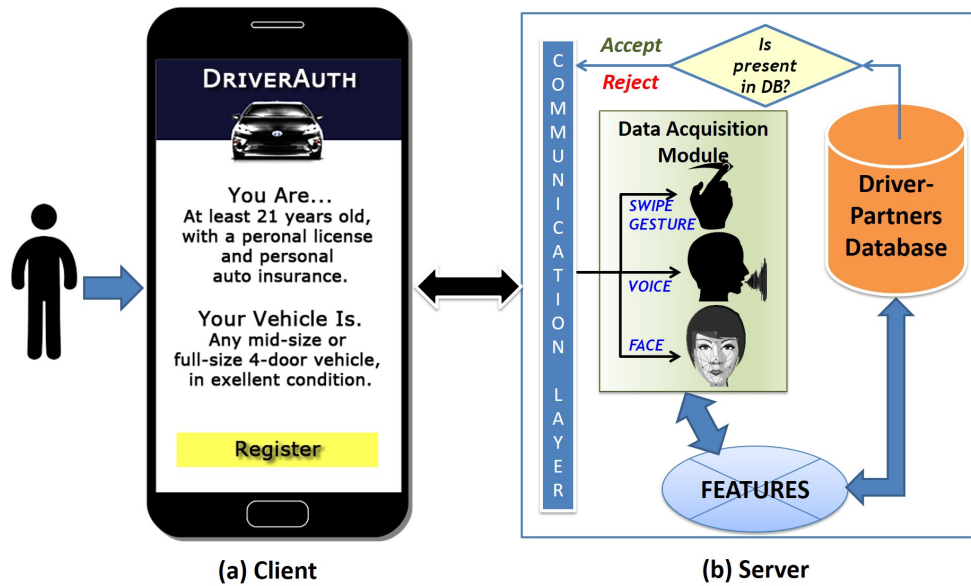 DRIVERAUTH
You Are...
At least 21 years old,
with a peronal license
and personal
auto insurance.
Your Vehicle Is.
Any mid-size or
full-size 4-door vehicle,
in exellent condition.
Register
(a) Client
COMMUNICATION LAYER
Accept
Reject
Is
present
in DB?
Data Acquisition
Module
SWIPE
GESTURE
VOICE
FACE
Driver-
Partners
Database
FEATURES
(b) Server